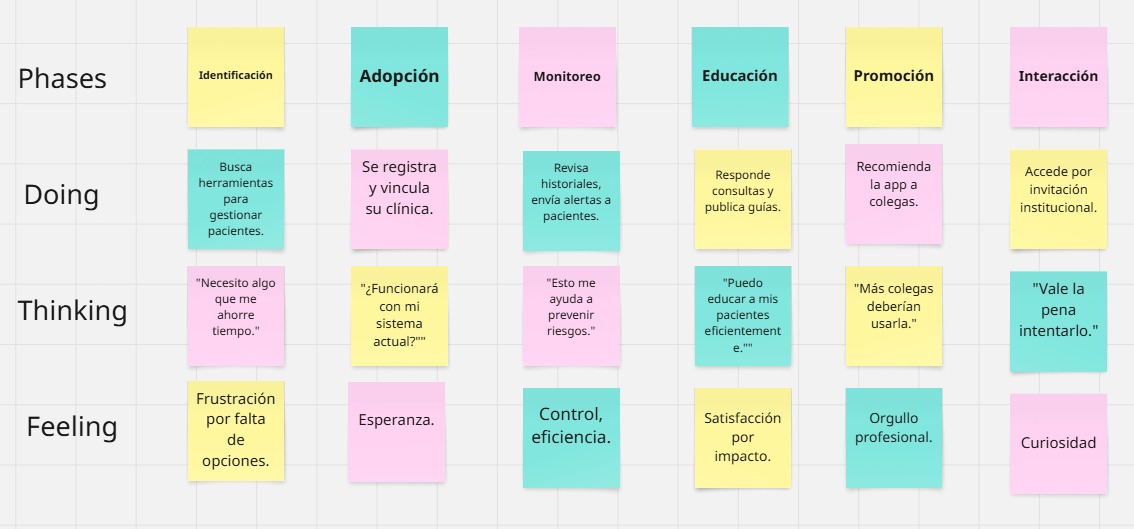 Phases
Identificación
Adopción
Monitoreo
Educación
Promoción
Interacción
Doing
Busca
herramientas
para
gestionar
pacientes.
Se registra
y vincula
su clínica.
Revisa
historiales,
envía alertas a
pacientes.
Responde
consultas y
publica guías.
Recomienda
la app a
colegas.
Accede por
invitación
institucional.
Thinking
"Necesito algo
que me
ahorre
tiempo."
"¿Funcionará
con mi
sistema
actual?""
"Esto me
ayuda a
prevenir
riesgos."
"Puedo
educar a mis
pacientes
eficientement
e.""
"Más colegas
deberían
usarla."
"Vale la
pena
intentarlo."
Feeling
Frustración
por falta
de
opciones.
Esperanza.
Control,
eficiencia.
Satisfacción
por
impacto.
Orgullo
profesional.
Curiosidad